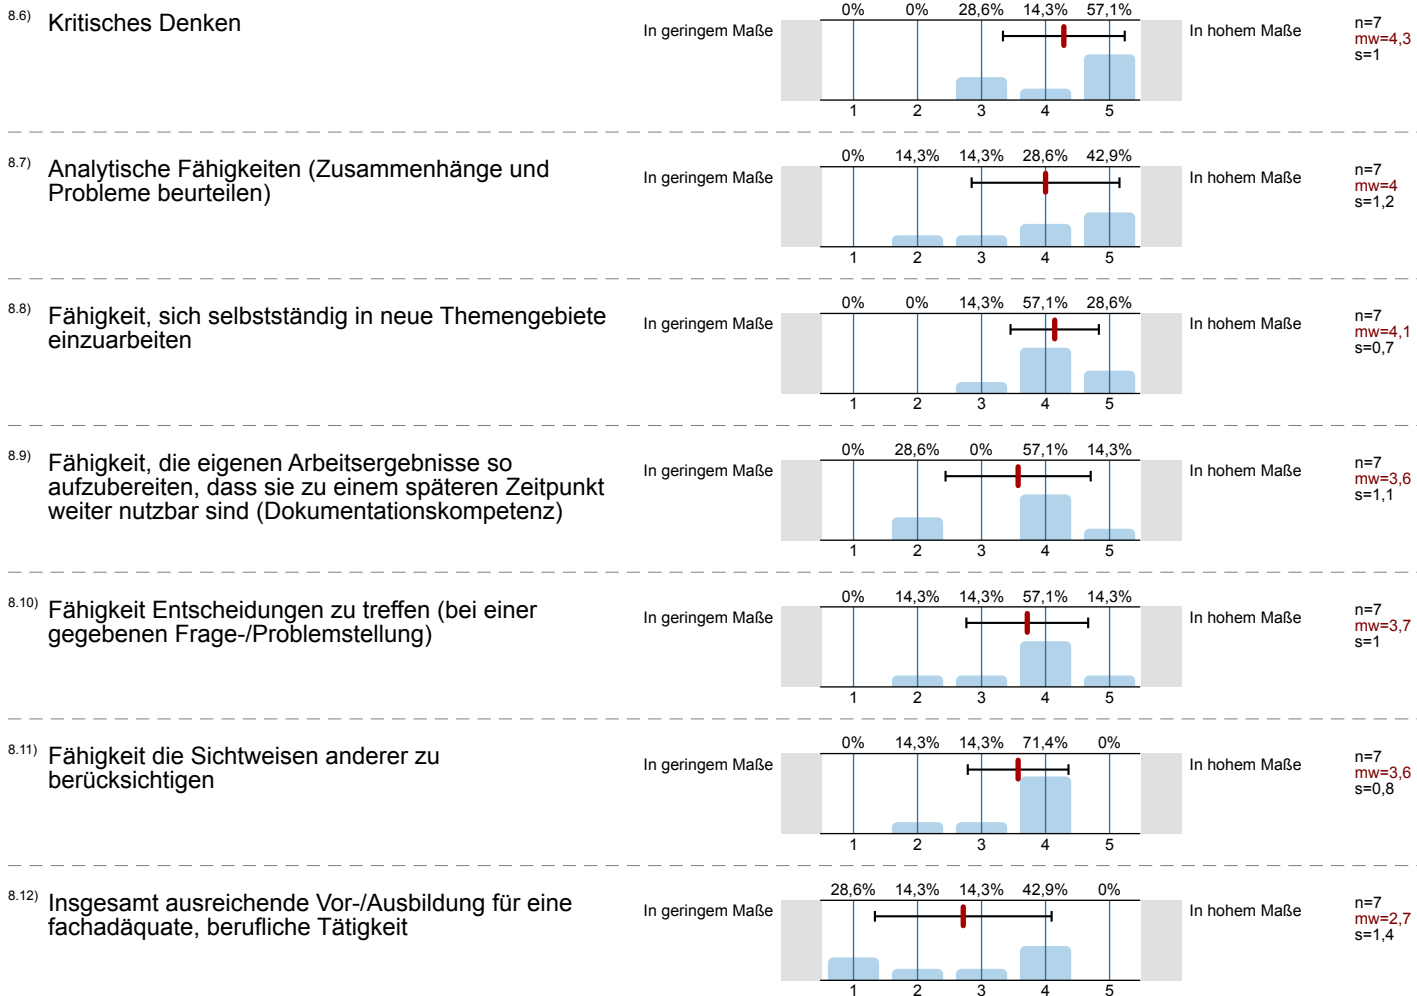 8.6) Kritisches Denken
In geringem Maße
0% 0% 28,6% 14,3% 57,1%
1 2 3 4 5
In hohem Maße
n=7
mw=4,3
s=1
8.7) Analytische Fähigkeiten (Zusammenhänge und
Probleme beurteilen)
In geringem Maße
0% 14,3% 14,3% 28,6% 42,9%
1 2 3 4 5
In hohem Maße
n=7
mw=4
s=1,2
8.8) Fähigkeit, sich selbstständig in neue Themengebiete
einzuarbeiten
In geringem Maße
0% 0% 14,3% 57,1% 28,6%
1 2 3 4 5
In hohem Maße
n=7
mw=4,1
s=0,7
8.9) Fähigkeit, die eigenen Arbeitsergebnisse so
aufzubereiten, dass sie zu einem späteren Zeitpunkt
weiter nutzbar sind (Dokumentationskompetenz)
In geringem Maße
0% 28,6% 0% 57,1% 14,3%
1 2 3 4 5
In hohem Maße
n=7
mw=3,6
s=1,1
8.10) Fähigkeit Entscheidungen zu treffen (bei einer
gegebenen Frage-/Problemstellung)
In geringem Maße
0% 14,3% 14,3% 57,1% 14,3%
1 2 3 4 5
In hohem Maße
n=7
mw=3,7
s=1
8.11) Fähigkeit die Sichtweisen anderer zu
berücksichtigen
In geringem Maße
0% 14,3% 14,3% 71,4% 0%
1 2 3 4 5
In hohem Maße
n=7
mw=3,6
s=0,8
8.12) Insgesamt ausreichende Vor-/Ausbildung für eine
fachadäquate, berufliche Tätigkeit
In geringem Maße
28,6% 14,3% 14,3% 42,9% 0%
1 2 3 4 5
In hohem Maße
n=7
mw=2,7
s=1,4